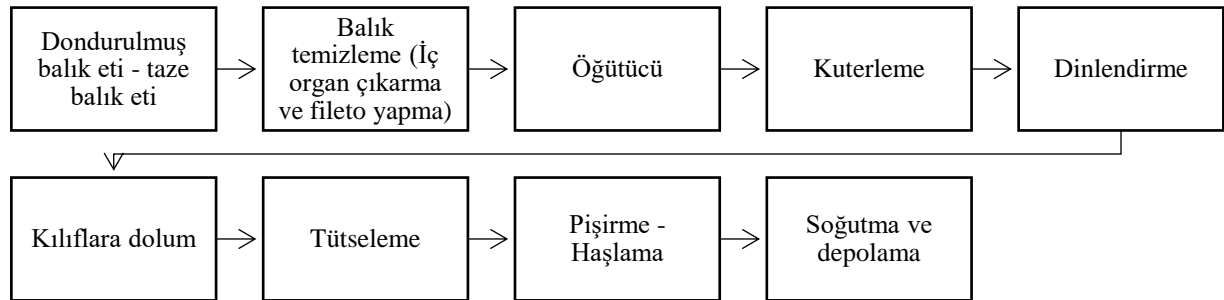 Dondurulmuş
balık eti - taze
balık eti
Balık
temizleme (İç
organ çıkarma
ve fileto yapma)
Öğütücü
Kuterleme
Dinlendirme
Kılıflara dolum
Tütseleme
Pişirme -
Haşlama
Soğutma ve
depolama